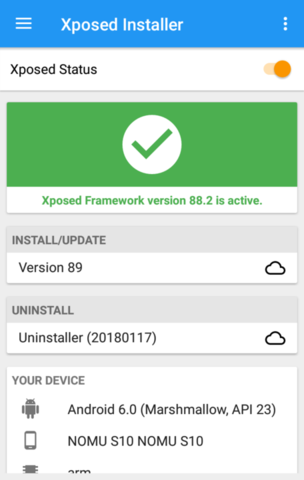 Xposed Installer
Xposed Status
Xposed Framework version 88.2 is active.
INSTALL/UPDATE
Version 89
UNINSTALL
Uninstaller (20180117)
YOUR DEVICE
Android 6.0 (Marshmallow, API 23)
NOMU S10 NOMU S10
arm